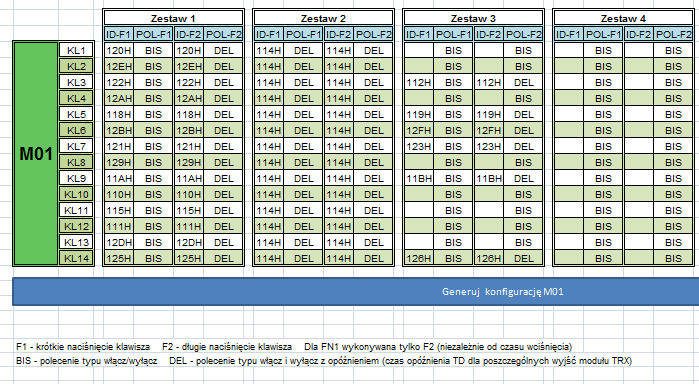 Zestaw 1 Zestaw 2 Zestaw 3 Zestaw 4
ID-F1 POL-F1 ID-F2 POL-F2 ID-F1 POL-F1 ID-F2 POL-F2 ID-F1 POL-F1 ID-F2 POL-F2 ID-F1 POL-F1 ID-F2 POL-F2
M01
KL1 120H BIS 120H DEL 114H DEL 114H DEL BIS BIS BIS BIS
KL2 12EH BIS 12EH DEL 114H DEL 114H DEL BIS BIS BIS BIS
KL3 122H BIS 122H DEL 114H DEL 114H DEL 112H BIS 112H DEL BIS BIS
KL4 12AH BIS 12AH DEL 114H DEL 114H DEL BIS BIS BIS BIS
KL5 118H BIS 118H DEL 114H DEL 114H DEL 119H BIS 119H DEL BIS BIS
KL6 12BH BIS 12BH DEL 114H DEL 114H DEL 12FH BIS 12FH DEL BIS BIS
KL7 121H BIS 121H DEL 114H DEL 114H DEL 123H BIS 123H DEL BIS BIS
KL8 129H BIS 129H DEL 114H DEL 114H DEL BIS BIS BIS BIS
KL9 11AH BIS 11AH DEL 114H DEL 114H DEL 11BH BIS 11BH DEL BIS BIS
KL10 110H BIS 110H DEL 114H DEL 114H DEL BIS BIS BIS BIS
KL11 115H BIS 115H DEL 114H DEL 114H DEL BIS BIS BIS BIS
KL12 111H BIS 111H DEL 114H DEL 114H DEL BIS BIS BIS BIS
KL13 12DH BIS 12DH DEL 114H DEL 114H DEL BIS BIS BIS BIS
KL14 125H BIS 125H DEL 114H DEL 114H DEL 126H BIS 126H DEL BIS BIS
Generuj konfigurację M01
F1 - krótkie naciśnięcie klawisza F2 - długie naciśnięcie klawisza Dla FN1 wykonywana tylko F2 (niezależnie od czasu wciśnięcia)
BIS - polecenie typu włącz/wyłącz DEL - polecenie typu włącz i wyłącz z opóźnieniem (czas opóźnienia TD dla poszczególnych wyjść modułu TRX)